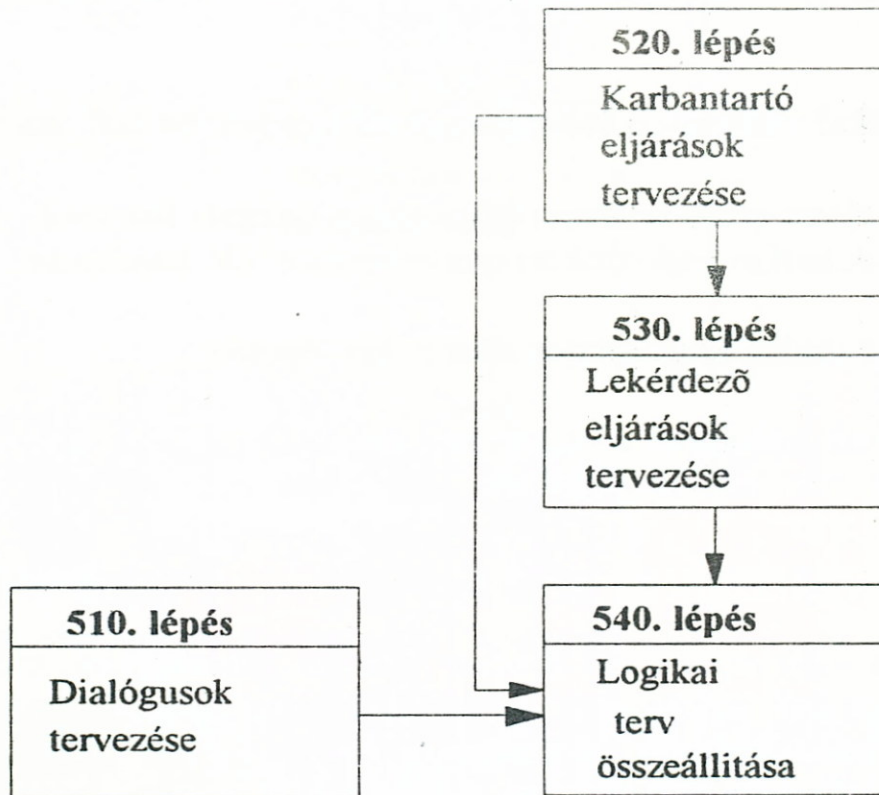 520. lépés
Karbantartó
eljárások
tervezése
530. lépés
Lekérdezõ
eljárások
tervezése
510. lépés
Dialógusok
tervezése
540. lépés
Logikai
terv
összeállitása